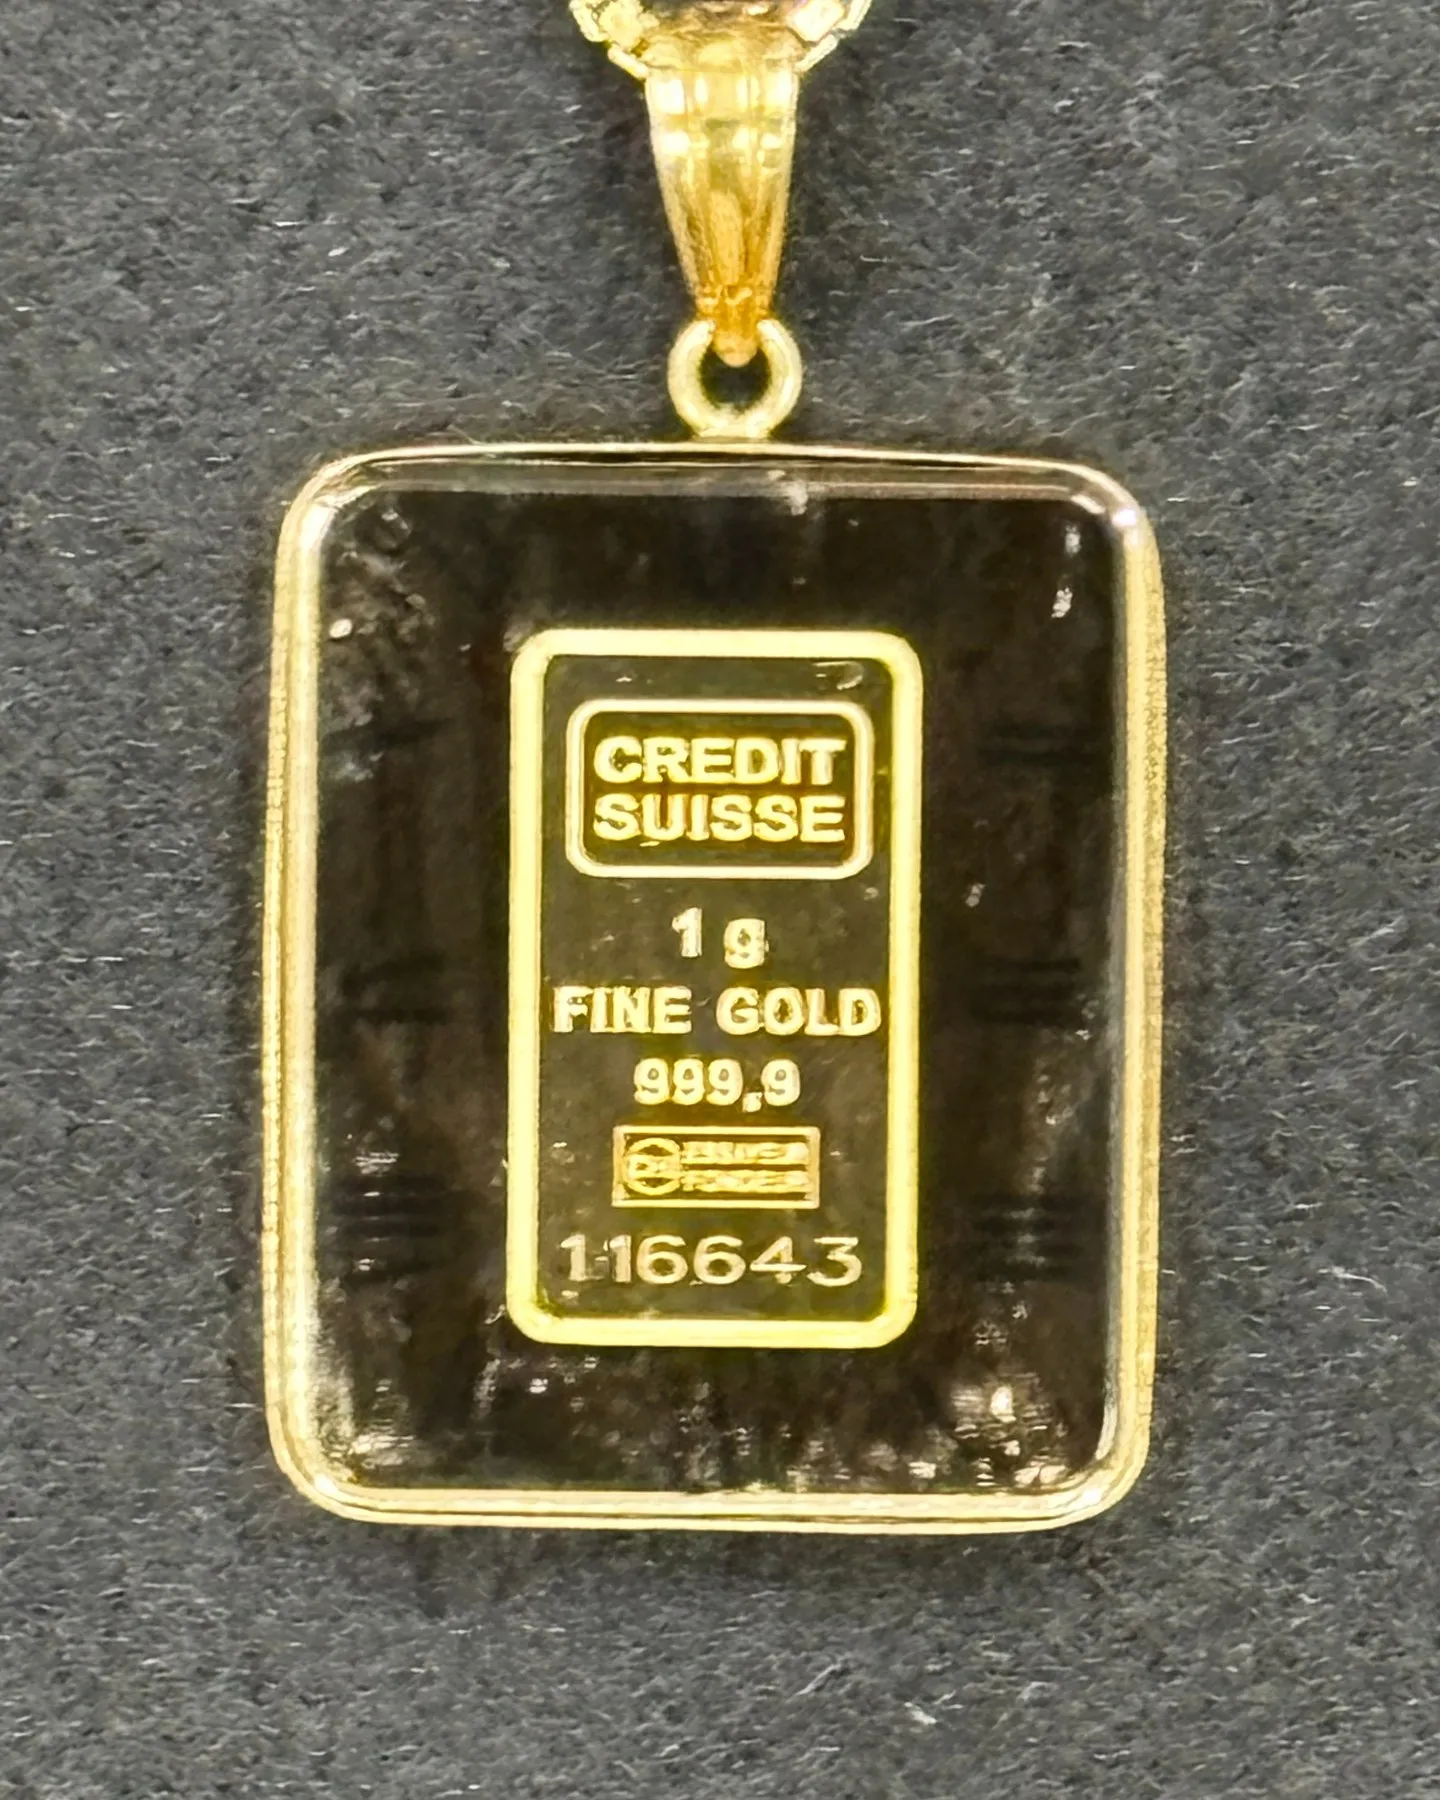 CREDIT
SUISSE
1 g
FINE GOLD
999,9
116643